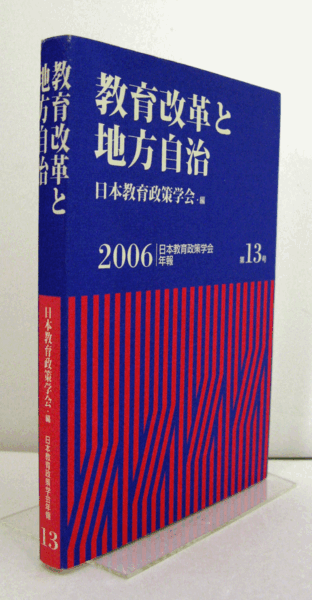 教育改革と
地方自治
日本教育政策学会・編
2006 日本教育政策学会
年報
第13号
教育改革と
地方自治
日本教育政策学会・編
日本教育政策学会年報
13